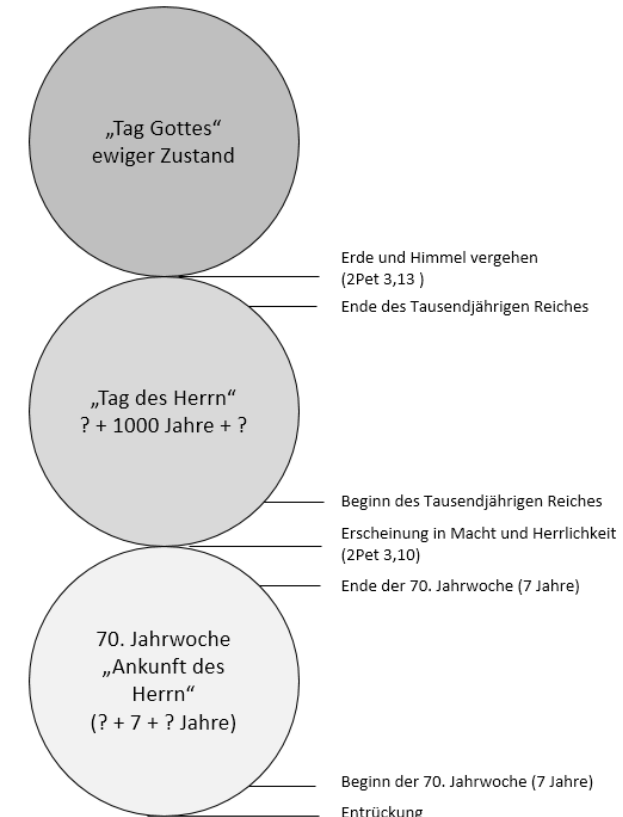 „Tag Gottes“
ewiger Zustand
Erde und Himmel vergehen
(2Pet 3,13 )
Ende des Tausendjährigen Reiches
„Tag des Herrn“
? + 1000 Jahre + ?
Beginn des Tausendjährigen Reiches
Erscheinung in Macht und Herrlichkeit
(2Pet 3,10)
Ende der 70. Jahrwoche (7 Jahre)
70. Jahrwoche
„Ankunft des
Herrn“
(? + 7 + ? Jahre)
Beginn der 70. Jahrwoche (7 Jahre)
Entrückung